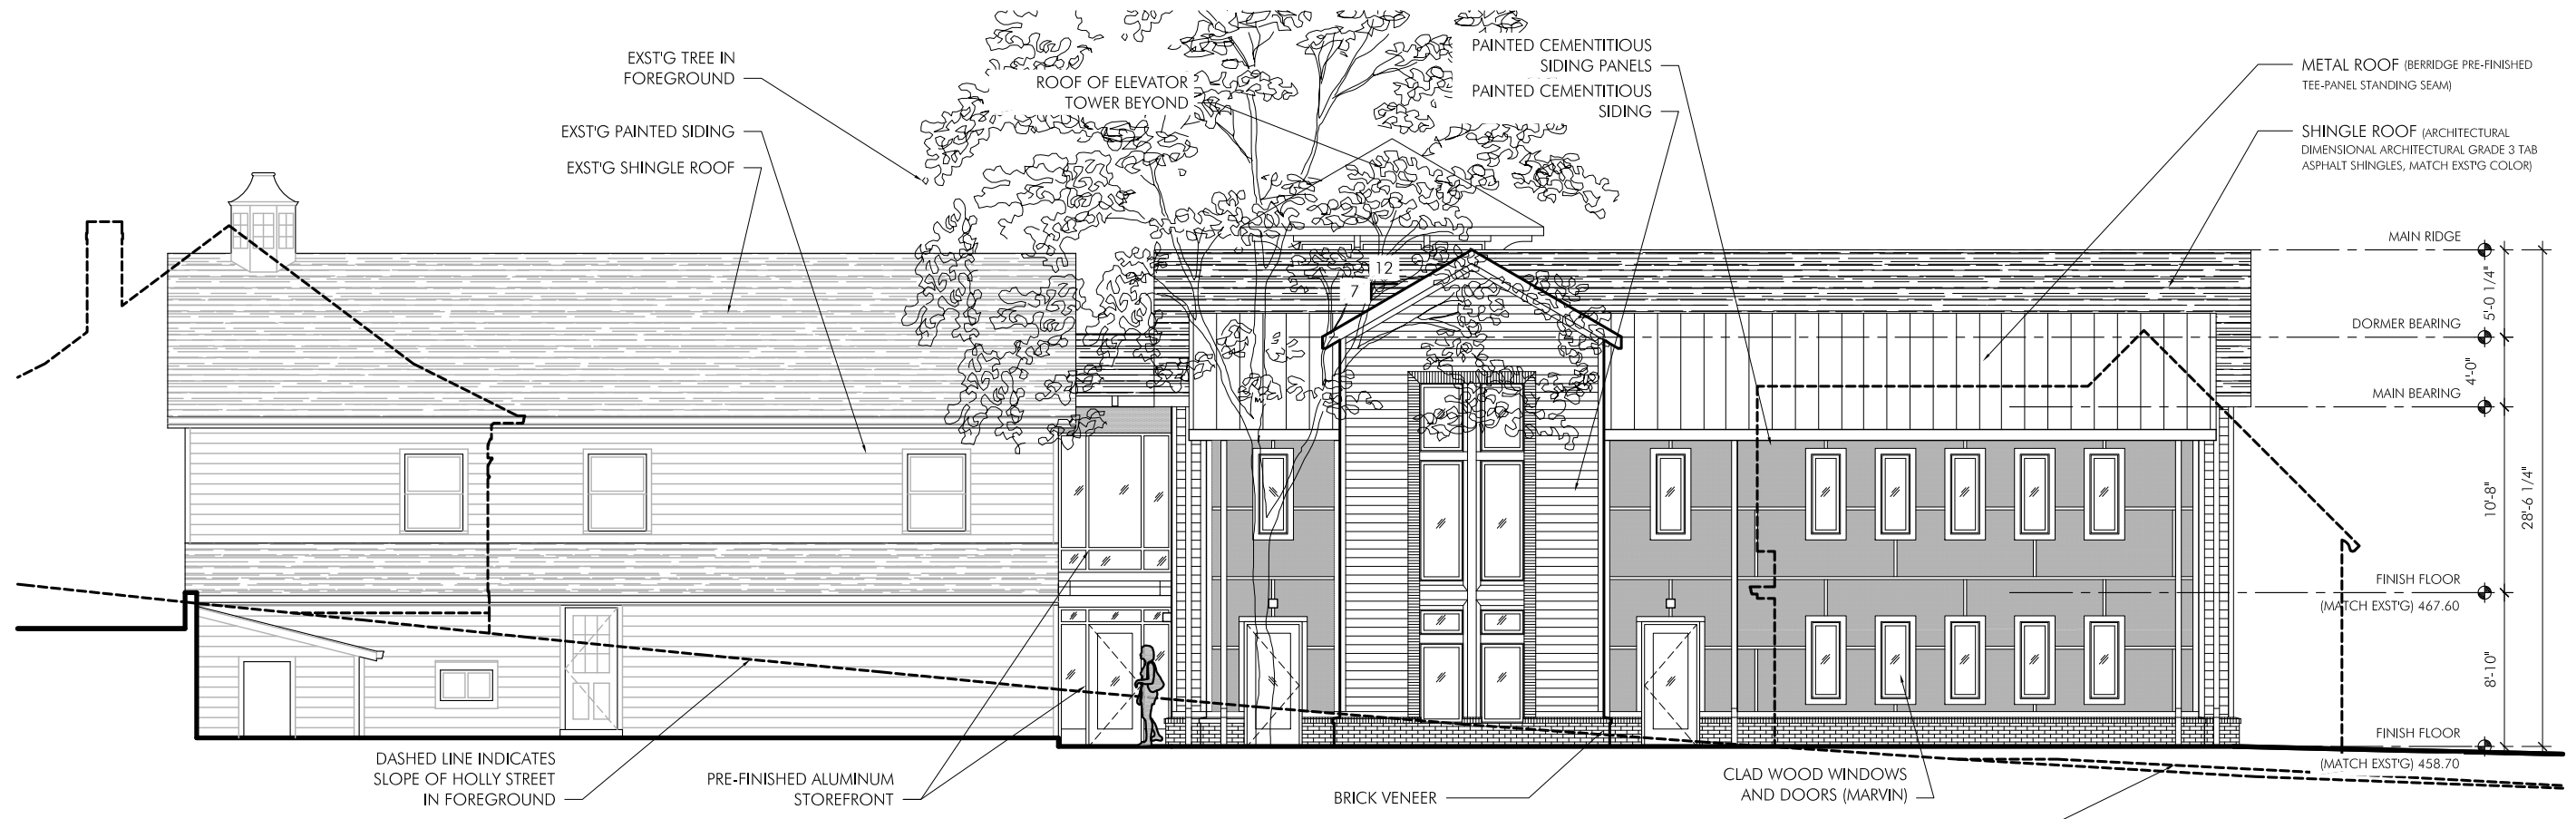 EXST'G TREE IN
FOREGROUND
ROOF OF ELEVATOR
TOWER BEYOND
EXST'G PAINTED SIDING
EXST'G SHINGLE ROOF
PAINTED CEMENTITIOUS
SIDING PANELS
PAINTED CEMENTITIOUS
SIDING
METAL ROOF (BERRIDGE PRE-FINISHED
TEE-PANEL STANDING SEAM)
SHINGLE ROOF (ARCHITECTURAL
DIMENSIONAL ARCHITECTURAL GRADE 3 TAB
ASPHALT SHINGLES, MATCH EXST'G COLOR)
12
7
MAIN RIDGE
5'-0 1/4"
DORMER BEARING
4'-0"
MAIN BEARING
10'-8"
28'-6 1/4"
FINISH FLOOR
(MATCH EXST'G) 467.60
8'-10"
FINISH FLOOR
(MATCH EXST'G) 458.70
DASHED LINE INDICATES
SLOPE OF HOLLY STREET
IN FOREGROUND
PRE-FINISHED ALUMINUM
STOREFRONT
BRICK VENEER
CLAD WOOD WINDOWS
AND DOORS (MARVIN)